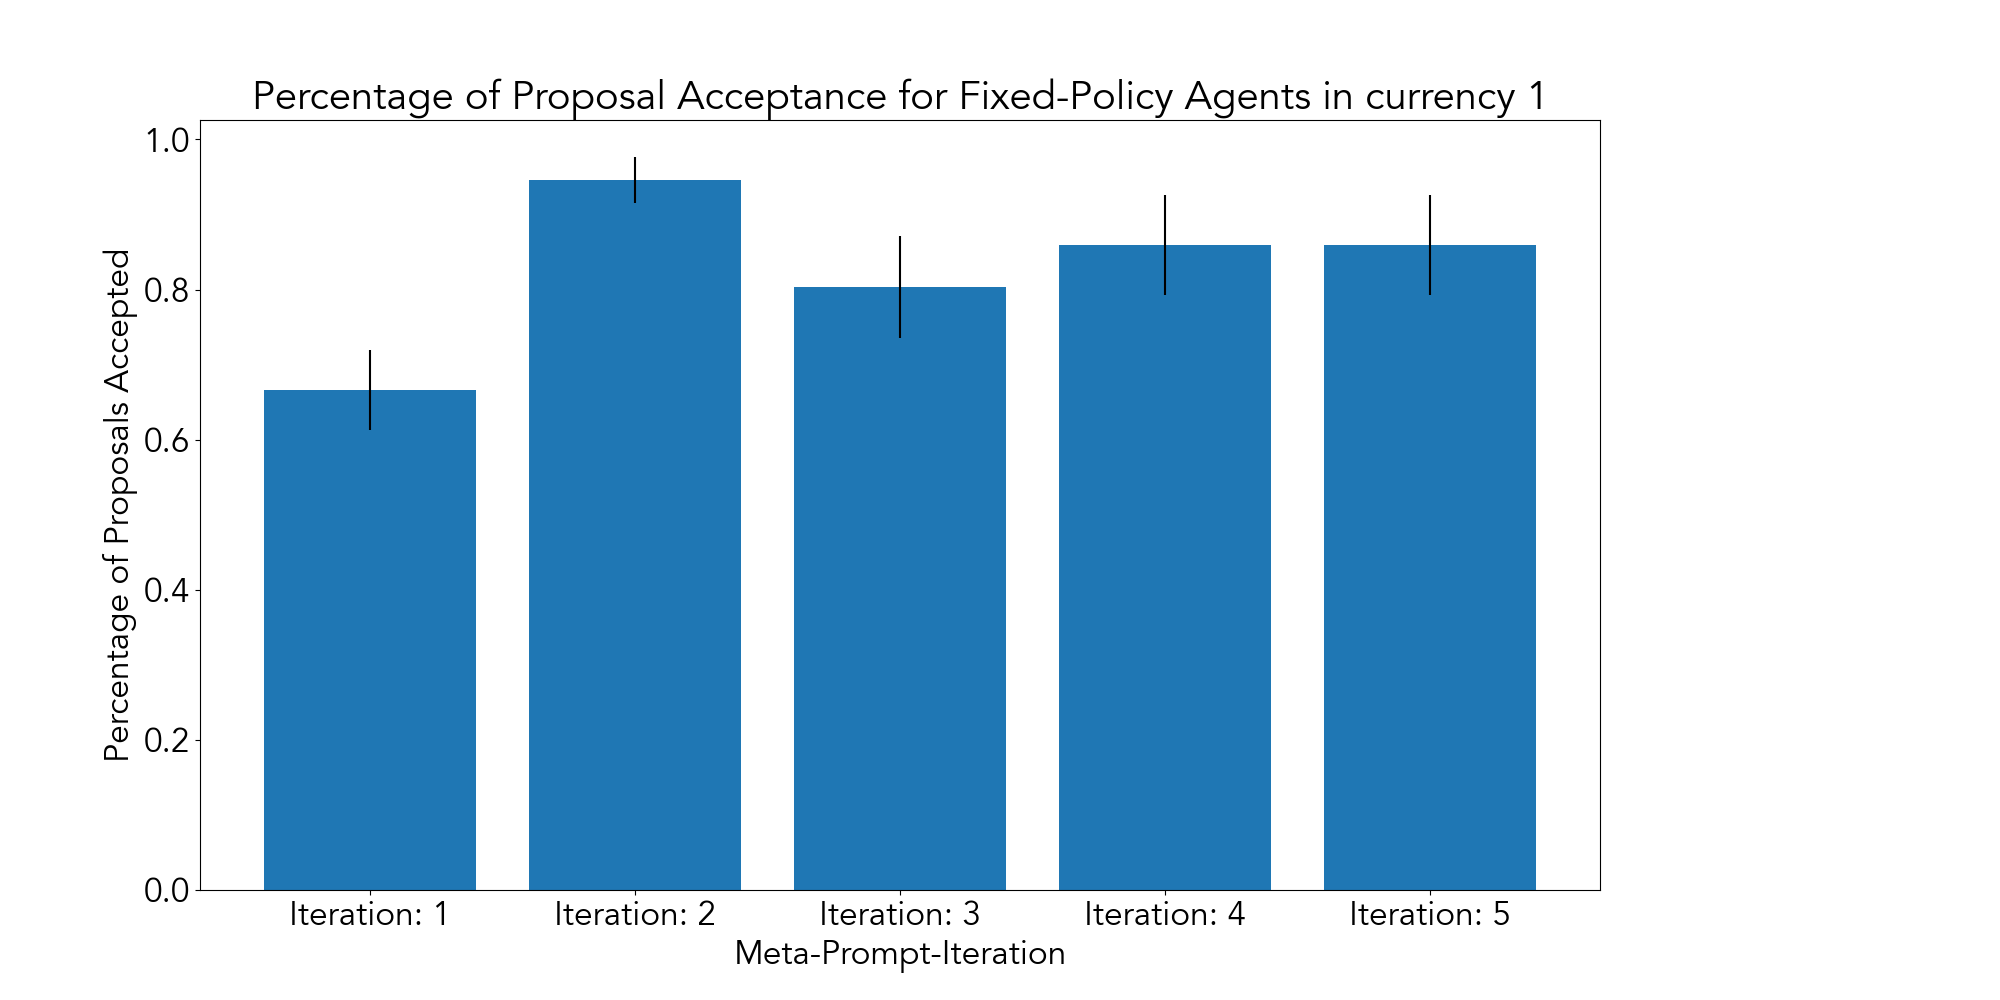 Percentage of Proposal Acceptance for Fixed-Policy Agents in currency 1
Percentage of Proposals Accepted
1.0
0.8
0.6
0.4
0.2
0.0
Iteration: 1
Iteration: 2
Iteration: 3
Iteration: 4
Iteration: 5
Meta-Prompt-Iteration